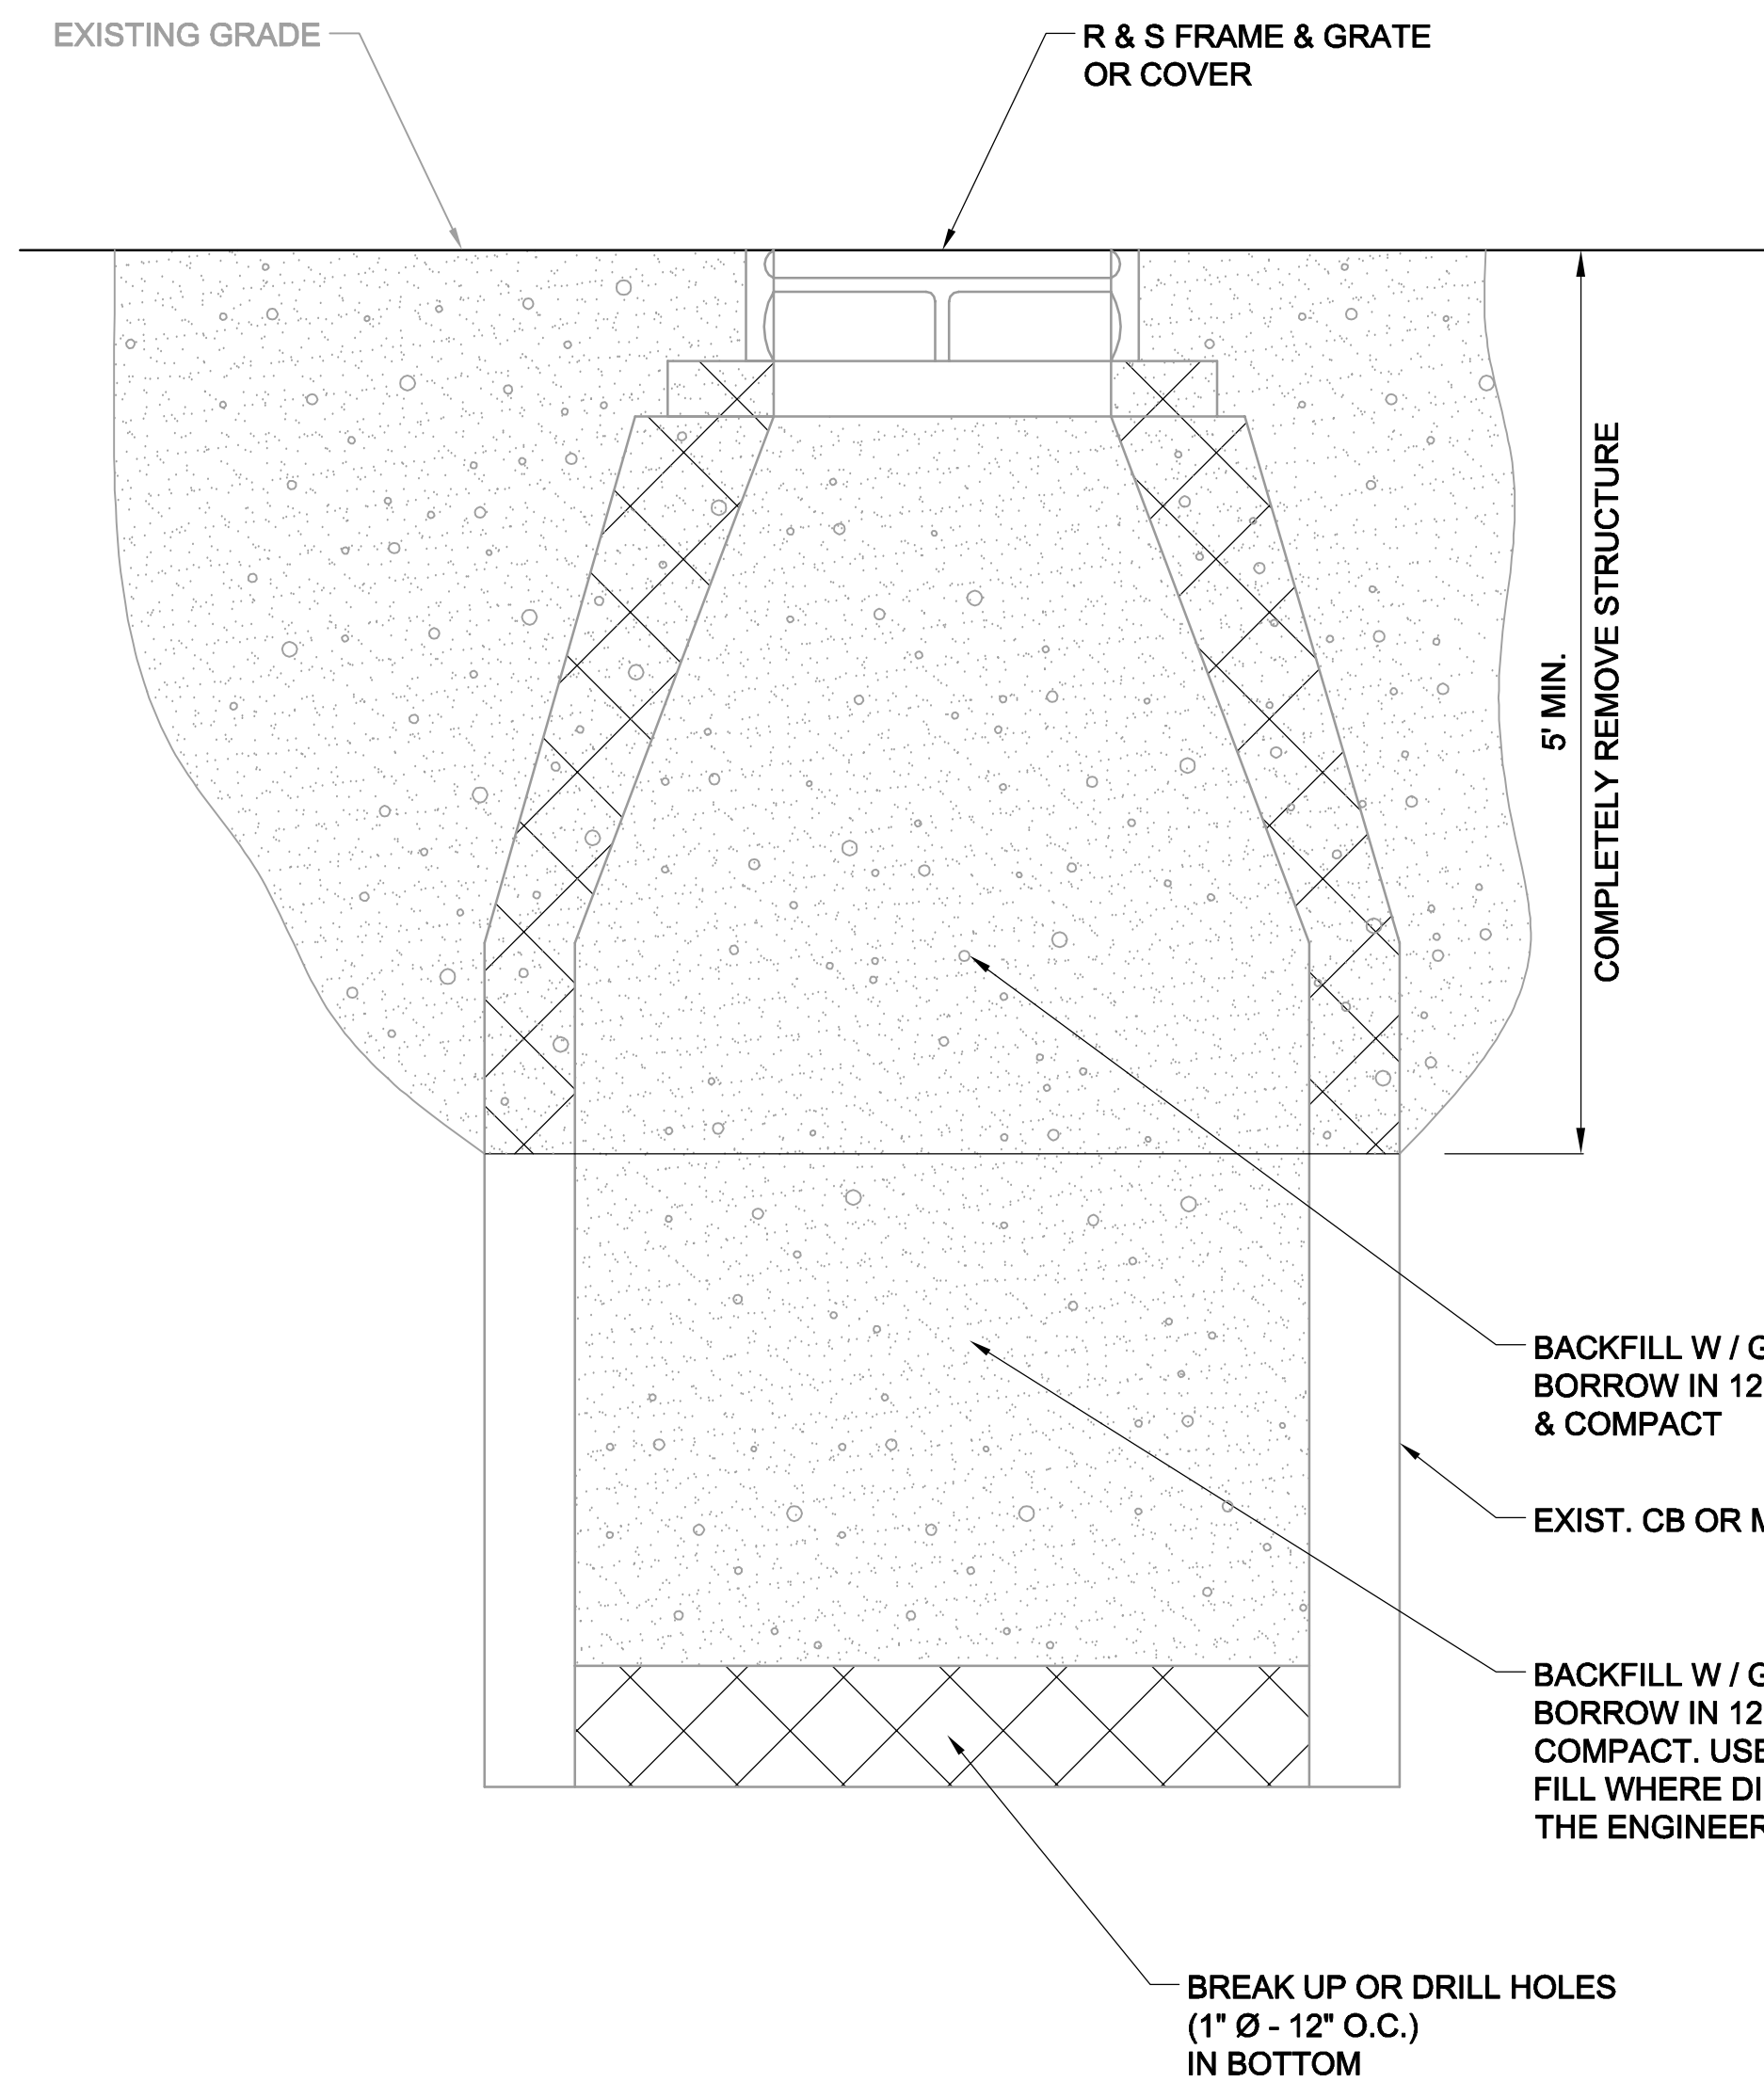 EXISTING GRADE
R & S FRAME & GRATE
OR COVER
5' MIN.
COMPLETELY REMOVE STRUCTURE
BACKFILL W /
BORROW IN 12
& COMPACT
EXIST. CB OR
BACKFILL W /
BORROW IN 12
COMPACT. USE
FILL WHERE
THE ENGINEER
BREAK UP OR DRILL HOLES
(1" Ø - 12" O.C.)
IN BOTTOM